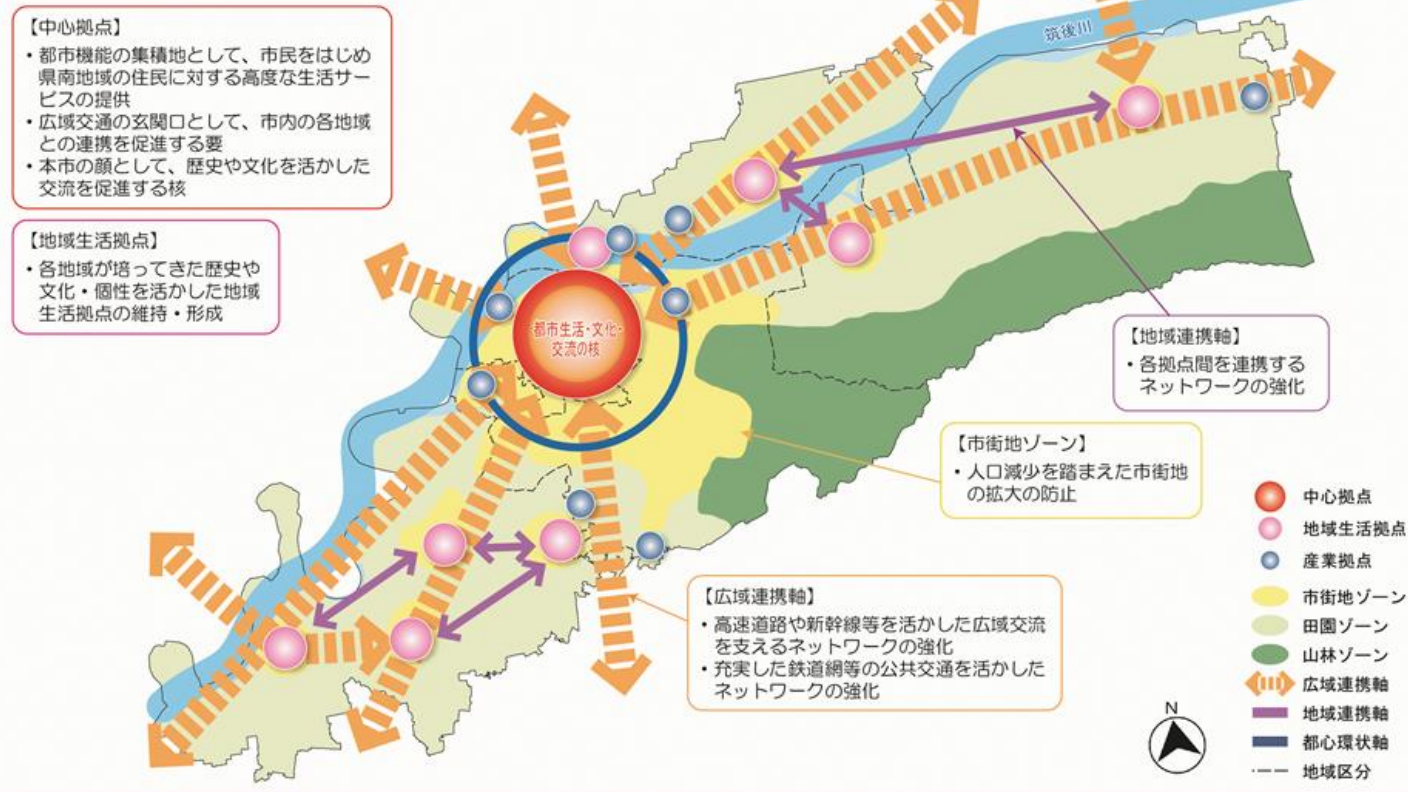 【中心拠点】
・都市機能の集積地として、市民をはじめ
県南地域の住民に対する高度な生活サー
ビスの提供
・広域交通の玄関口として、市内の各地域
との連携を促進する要
・本市の顔として、歴史や文化を活かした
交流を促進する核
【地域生活拠点】
・各地域が培ってきた歴史や
文化・個性を活かした地域
生活拠点の維持・形成
筑後川
都市生活・文化・
交流の核
【地域連携軸】
・各拠点間を連携する
ネットワークの強化
【市街地ゾーン】
・人口減少を踏まえた市街地
の拡大の防止
【広域連携軸】
・高速道路や新幹線等を活かした広域交流
を支えるネットワークの強化
・充実した鉄道網等の公共交通を活かした
ネットワークの強化
N
中心拠点
地域生活拠点
産業拠点
市街地ゾーン
田園ゾーン
山林ゾーン
広域連携軸
地域連携軸
都心環状軸
地域区分